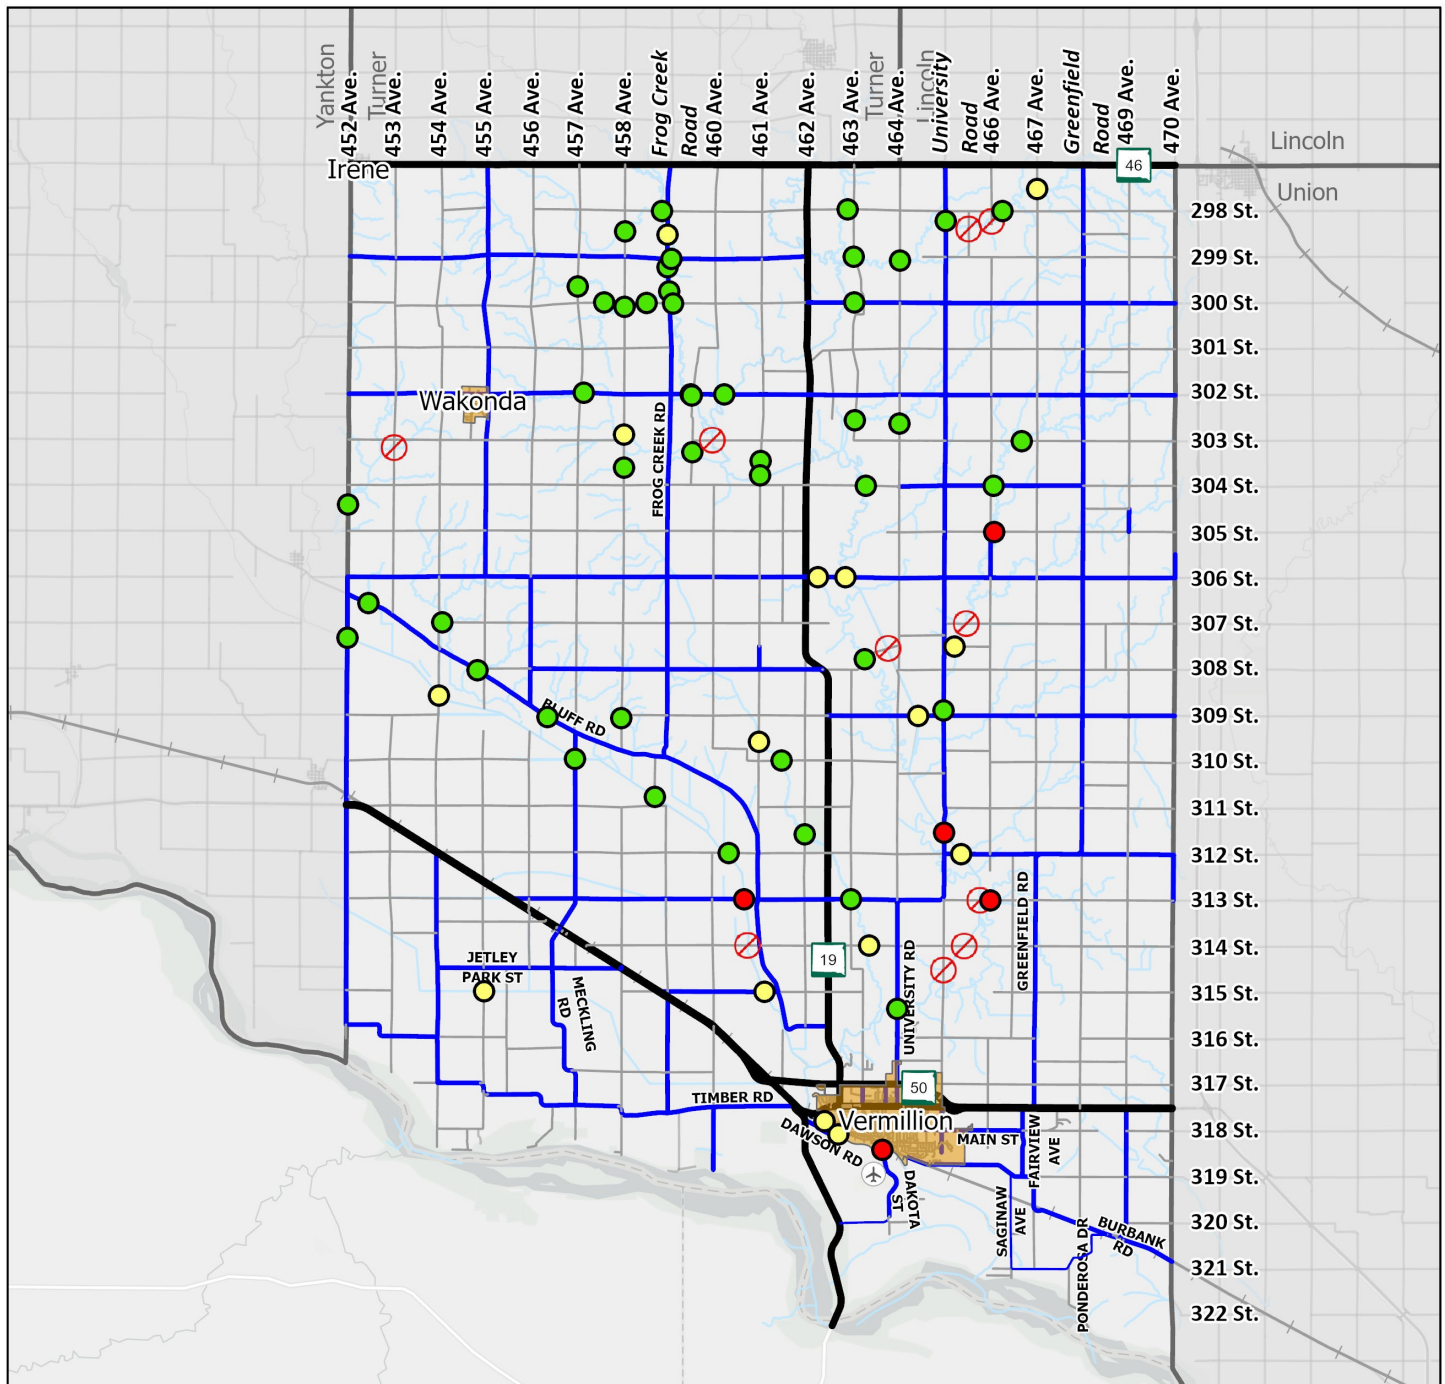 Yankton
452 Ave.
Turner
453 Ave.
454 Ave.
455 Ave.
456 Ave.
457 Ave.
458 Ave.
Frog Creek
Road
460 Ave.
461 Ave.
462 Ave.
463 Ave.
Turner
464 Ave.
Lincoln
University
Road
466 Ave.
467 Ave.
Greenfield
Road
469 Ave.
470 Ave.
Lincoln
46
Irene
Union
298 St.
299 St.
300 St.
301 St.
302 St.
Wakonda
303 St.
FROG CREEK RD
304 St.
305 St.
306 St.
307 St.
308 St.
BLUFF RD
309 St.
310 St.
311 St.
312 St.
GREENFIELD RD
313 St.
314 St.
UNIVERSITY RD
19
JETLEY
PARK ST
315 St.
MECKLING
RD
316 St.
317 St.
50
TIMBER RD
Vermillion
318 St.
DAWSON RD
MAIN ST
FAIRVIEW
AVE
319 St.
DAKOTA
ST
SAGINAW
AVE
320 St.
BURBANK
RD
PONDEROSA DR
321 St.
322 St.